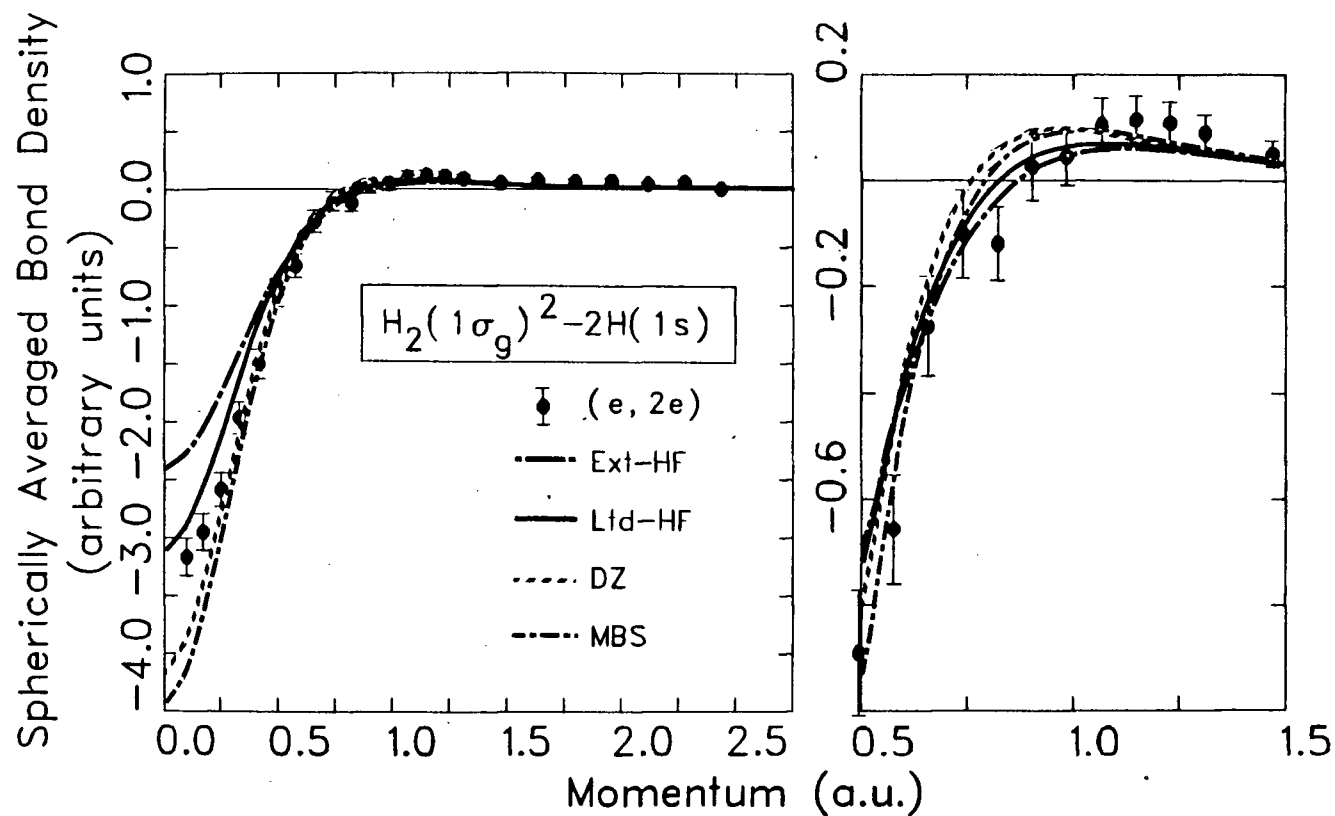 Spherically Averaged Bond Density
(arbitrary units)
1.0
0.0
−1.0
−2.0
−3.0
−4.0
H₂(1σg)²−2H(1s)
(e, 2e)
Ext−HF
Ltd−HF
DZ
MBS
0.0 0.5 1.0 1.5 2.0 2.5
0.2
−0.2
−0.6
0.5 1.0 1.5
Momentum (a.u.)